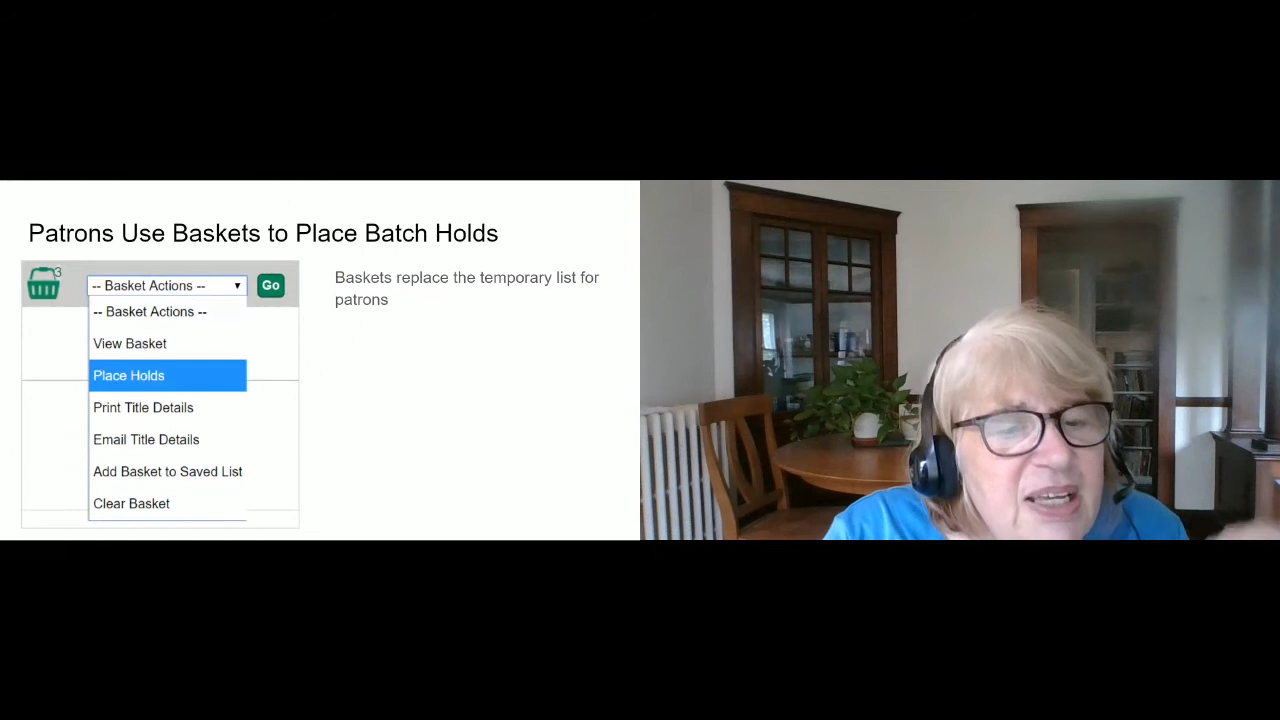 Patrons Use Baskets to Place Batch Holds
3
-- Basket Actions --
Go
-- Basket Actions --
View Basket
Place Holds
Print Title Details
Email Title Details
Add Basket to Saved List
Clear Basket
Baskets replace the temporary list for
patrons